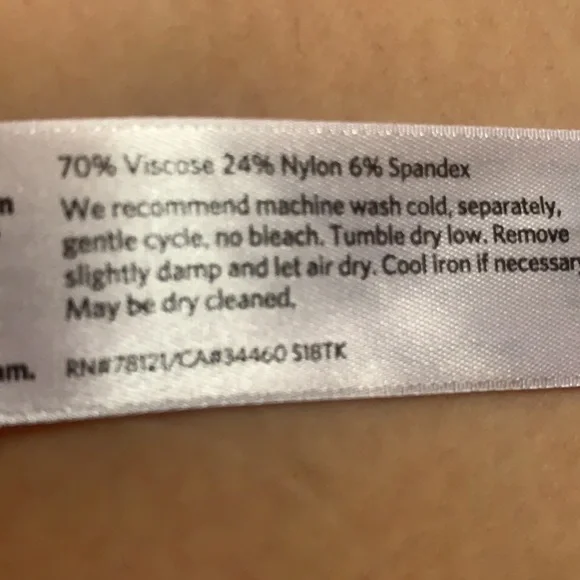 70% Viscose 24% Nylon 6% Spandex
n We recommend machine wash cold, separately,
gentle cycle, no bleach. Tumble dry low. Remove
slightly damp and let air dry. Cool iron if necessary
May be dry cleaned.
am. RN#78121/CA#34460 S18TK